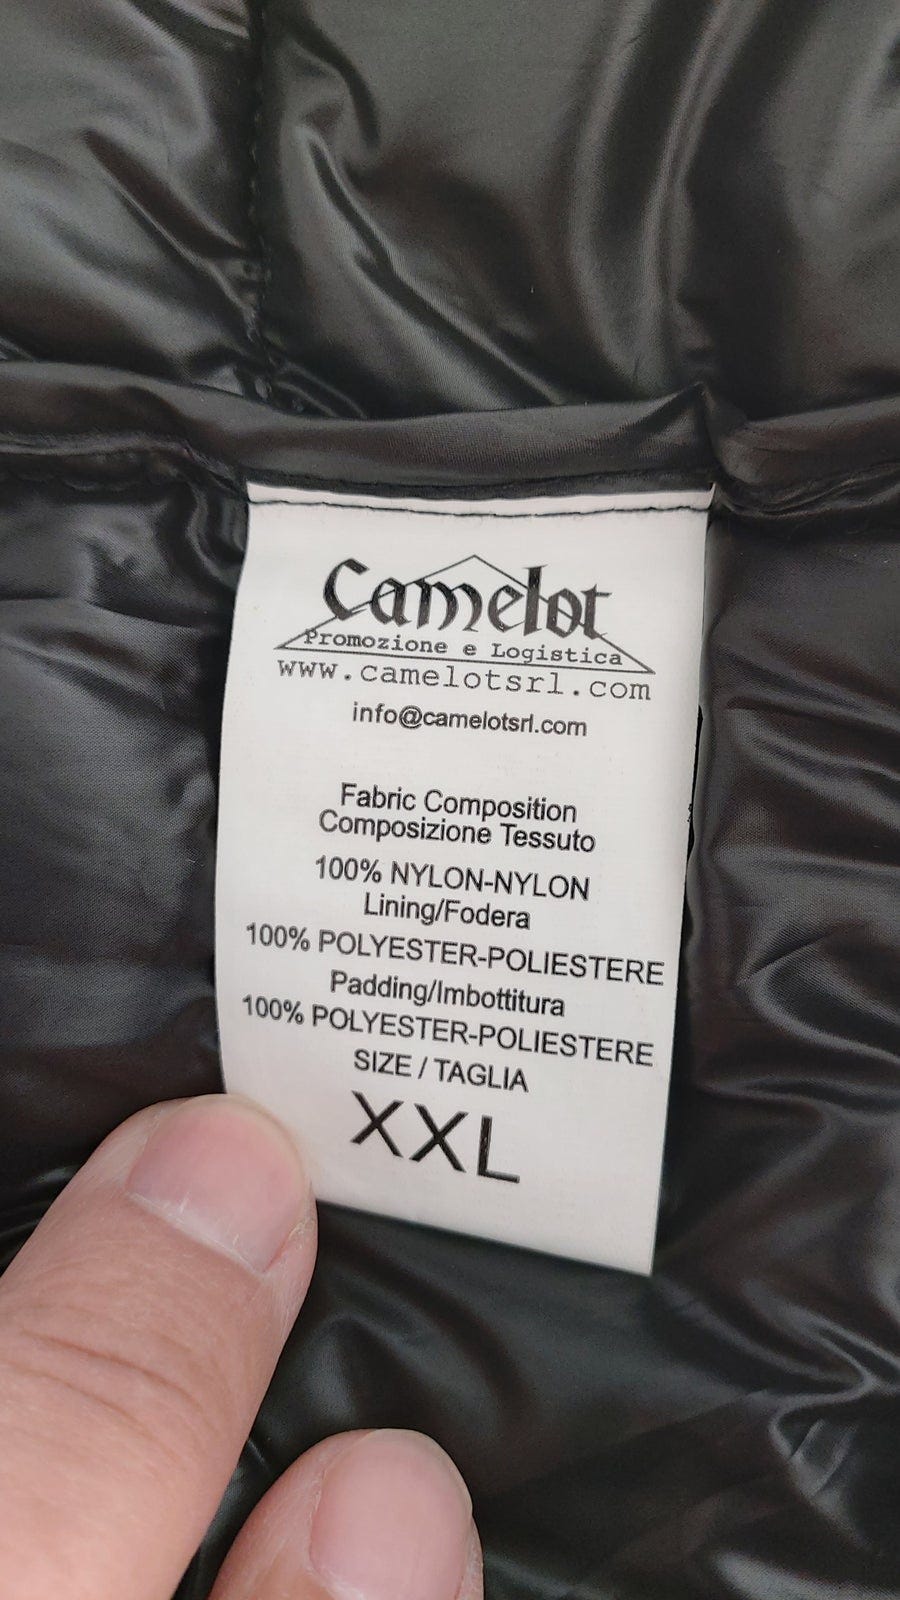 Camelot
Promozione e Logistica
www.camelotsrl.com
info@camelotsrl.com
Fabric Composition
Composizione Tessuto
100% NYLON-NYLON
Lining/Fodera
100% POLYESTER-POLIESTERE
Padding/Imbottitura
100% POLYESTER-POLIESTERE
SIZE / TAGLIA
XXL